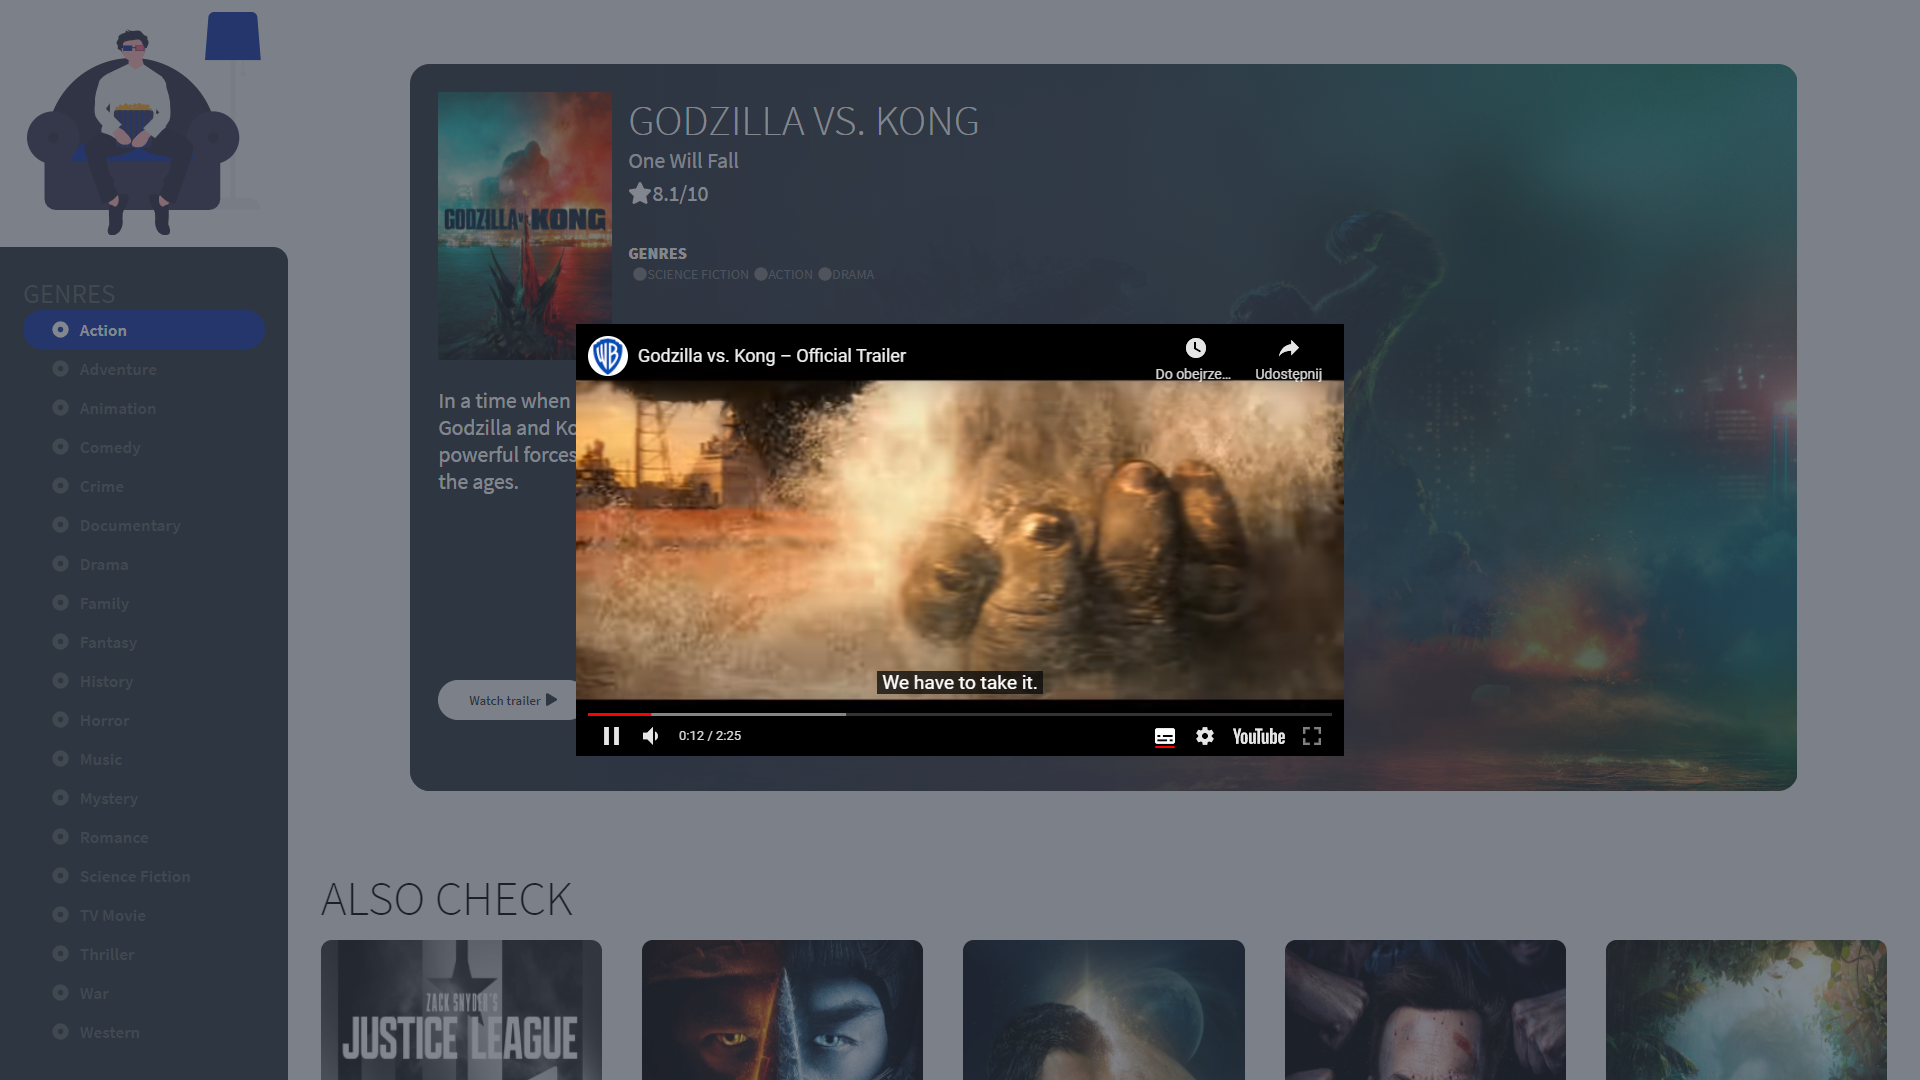 GENRES
Action
Adventure
Animation
Comedy
Crime
Documentary
Drama
Family
Fantasy
History
Horror
Music
Mystery
Romance
Science Fiction
TV Movie
Thriller
War
Western
GODZILLA VS. KONG
GODZILLA VS. KONG
One Will Fall
8.1/10
GENRES
SCIENCE FICTION ACTION DRAMA
In a time when
Godzilla and Ko
powerful forces
the ages.
Watch trailer
WB
Godzilla vs. Kong – Official Trailer
Do obejrze...
Udostępnij
We have to take it.
0:12 / 2:25
YouTube
ALSO CHECK
ZACK SNYDER'S
JUSTICE LEAGUE